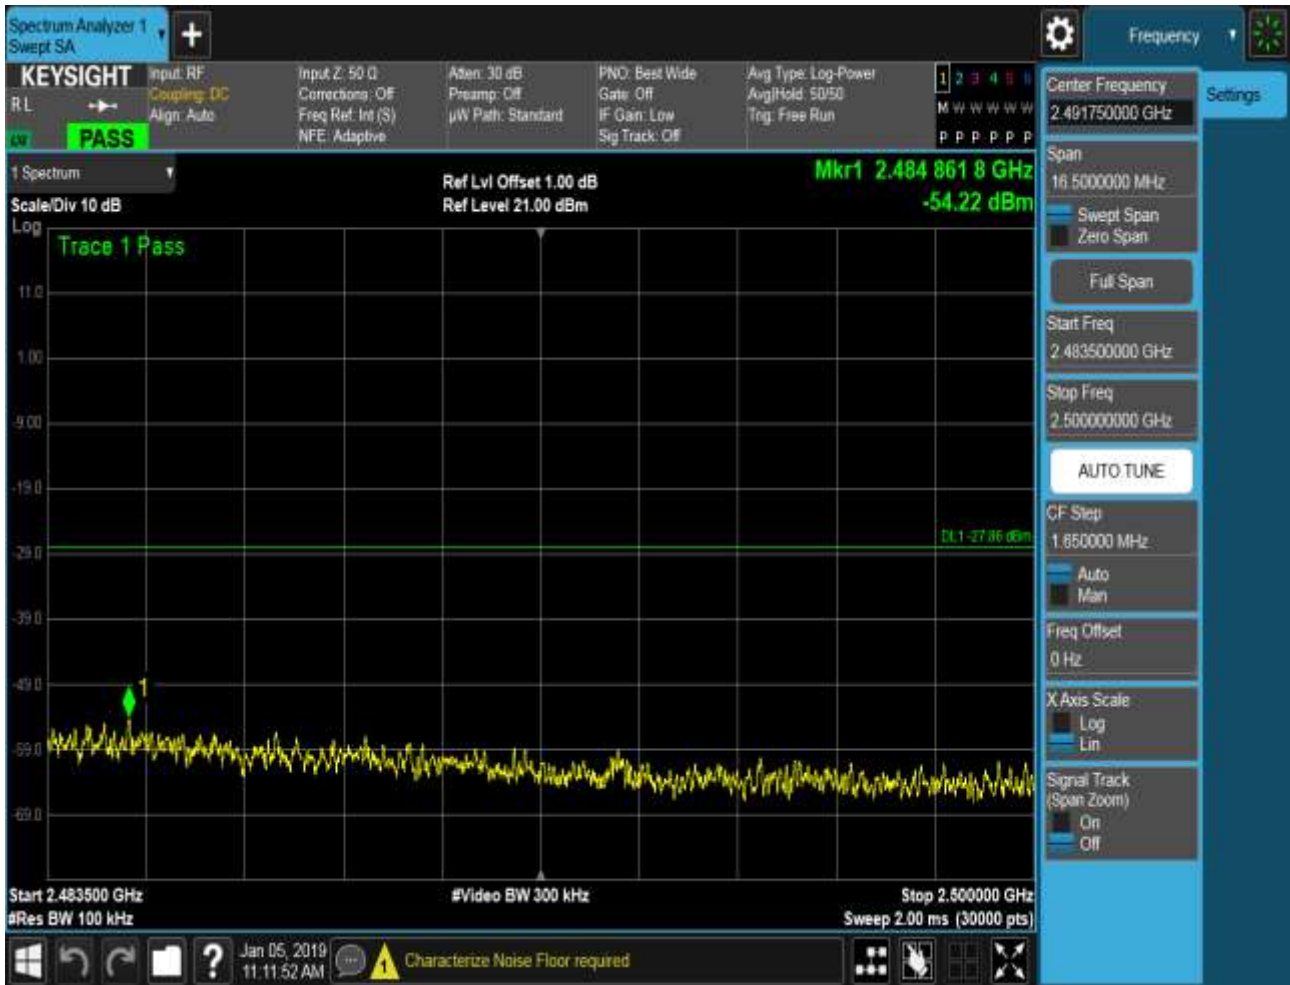 Spectrum Analyzer 1
Swept SA
+
Frequency
KEYSIGHT
RL
PASS
Input: RF
Coupling: DC
Align: Auto
Input Z: 50 Ω
Corrections: Off
Freq Ref: Int (S)
NFE: Adaptive
Atten: 30 dB
Preamp: Off
µW Path: Standard
PNO: Best Wide
Gate: Off
IF Gain: Low
Sig Track: Off
Avg Type: Log-Power
Avg|Hold: 50/50
Trig: Free Run
1 2 3 4 5 6
M W W W W W
P P P P P P
1 Spectrum
Scale/Div 10 dB
Log
Ref Lvl Offset 1.00 dB
Ref Level 21.00 dBm
Mkr1 2.484 861 8 GHz
-54.22 dBm
Trace 1 Pass
11.0
1.00
-9.00
-19.0
-29.0
-39.0
-49.0
-59.0
-69.0
DL1 -27.86 dBm
1
Start 2.483500 GHz
#Res BW 100 kHz
#Video BW 300 kHz
Stop 2.500000 GHz
Sweep 2.00 ms (30000 pts)
Center Frequency
2.491750000 GHz
Span
16.5000000 MHz
Swept Span
Zero Span
Full Span
Start Freq
2.483500000 GHz
Stop Freq
2.500000000 GHz
AUTO TUNE
CF Step
1.650000 MHz
Auto
Man
Freq Offset
0 Hz
X Axis Scale
Log
Lin
Signal Track
(Span Zoom)
On
Off
Settings
?
Jan 05, 2019
11:11:52 AM
1
Characterize Noise Floor required